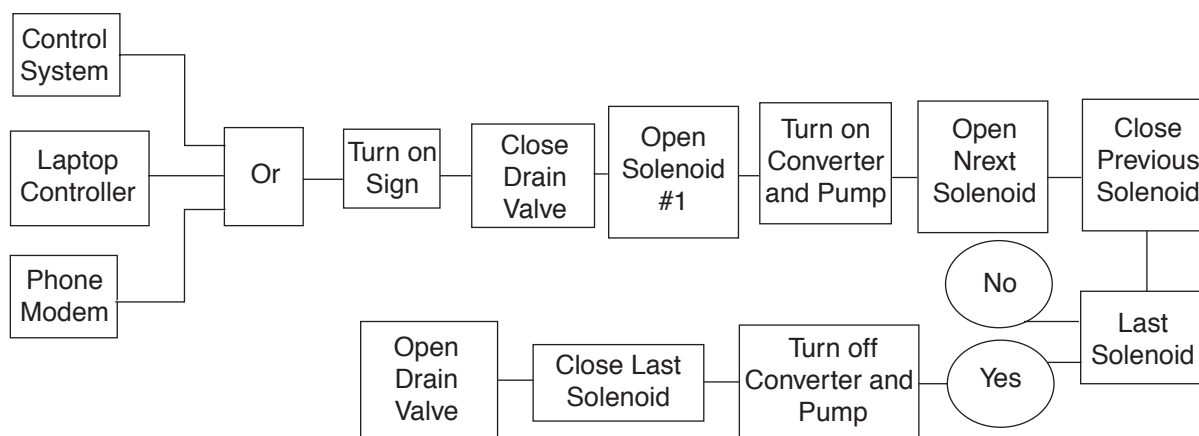 Control
System
Laptop
Controller
Phone
Modem
Or
Turn on
Sign
Close
Drain
Valve
Open
Solenoid
#1
Turn on
Converter
and Pump
Open
Nrext
Solenoid
Close
Previous
Solenoid
Last
Solenoid
No
Yes
Turn off
Converter and
Pump
Close Last
Solenoid
Open
Drain
Valve